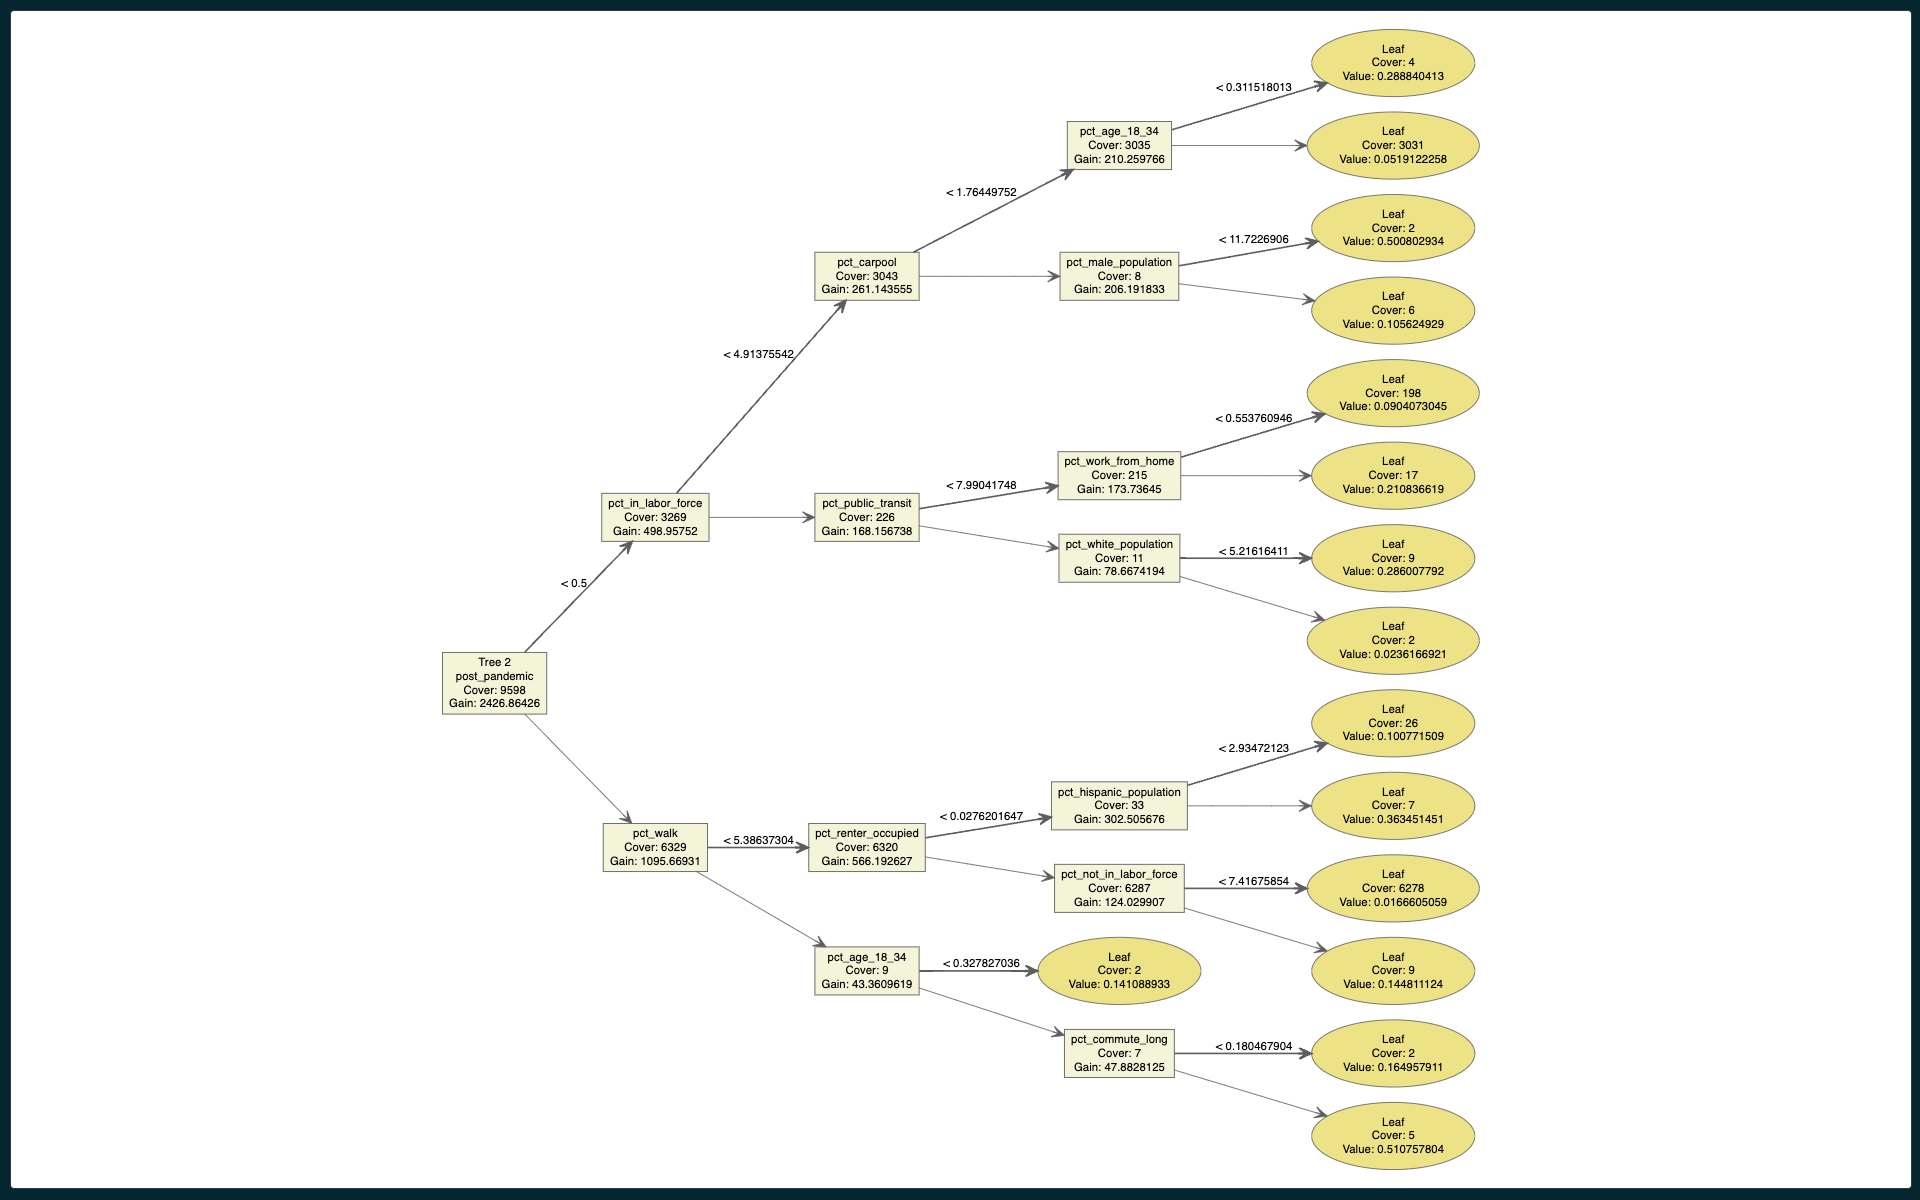 Tree 2
post_pandemic
Cover: 9598
Gain: 2426.86426
< 0.5
pct_in_labor_force
Cover: 3269
Gain: 498.95752
pct_walk
Cover: 6329
Gain: 1095.66931
< 4.91375542
pct_carpool
Cover: 3043
Gain: 261.143555
pct_public_transit
Cover: 226
Gain: 168.156738
< 5.38637304
pct_renter_occupied
Cover: 6320
Gain: 566.192627
pct_age_18_34
Cover: 9
Gain: 43.3609619
< 1.76449752
pct_age_18_34
Cover: 3035
Gain: 210.259766
pct_male_population
Cover: 8
Gain: 206.191833
< 7.99041748
pct_work_from_home
Cover: 215
Gain: 173.73645
pct_white_population
Cover: 11
Gain: 78.6674194
< 0.0276201647
pct_hispanic_population
Cover: 33
Gain: 302.505676
pct_not_in_labor_force
Cover: 6287
Gain: 124.029907
< 0.327827036
Leaf
Cover: 2
Value: 0.141088933
pct_commute_long
Cover: 7
Gain: 47.8828125
< 0.311518013
Leaf
Cover: 4
Value: 0.288840413
Leaf
Cover: 3031
Value: 0.0519122258
< 11.7226906
Leaf
Cover: 2
Value: 0.500802934
Leaf
Cover: 6
Value: 0.105624929
< 0.553760946
Leaf
Cover: 198
Value: 0.0904073045
Leaf
Cover: 17
Value: 0.210836619
< 5.21616411
Leaf
Cover: 9
Value: 0.286007792
Leaf
Cover: 2
Value: 0.0236166921
< 2.93472123
Leaf
Cover: 26
Value: 0.100771509
Leaf
Cover: 7
Value: 0.363451451
< 7.41675854
Leaf
Cover: 6278
Value: 0.0166605059
Leaf
Cover: 9
Value: 0.144811124
< 0.180467904
Leaf
Cover: 2
Value: 0.164957911
Leaf
Cover: 5
Value: 0.510757804